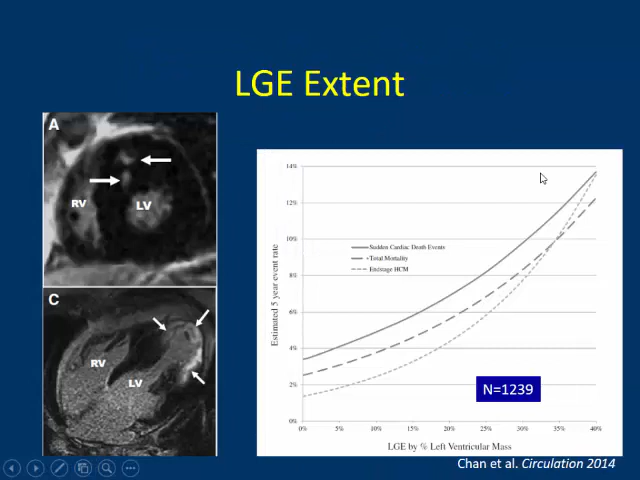 LGE Extent
A
RV
LV
C
RV
LV
14%
12%
10%
8%
6%
4%
2%
0%
Estimated 5 year event rate
Sudden Cardiac Death Events
Total Mortality
Endstage HCM
N=1239
0% 5% 10% 15% 20% 25% 30% 35% 40%
LGE by % Left Ventricular Mass
Chan et al. Circulation 2014